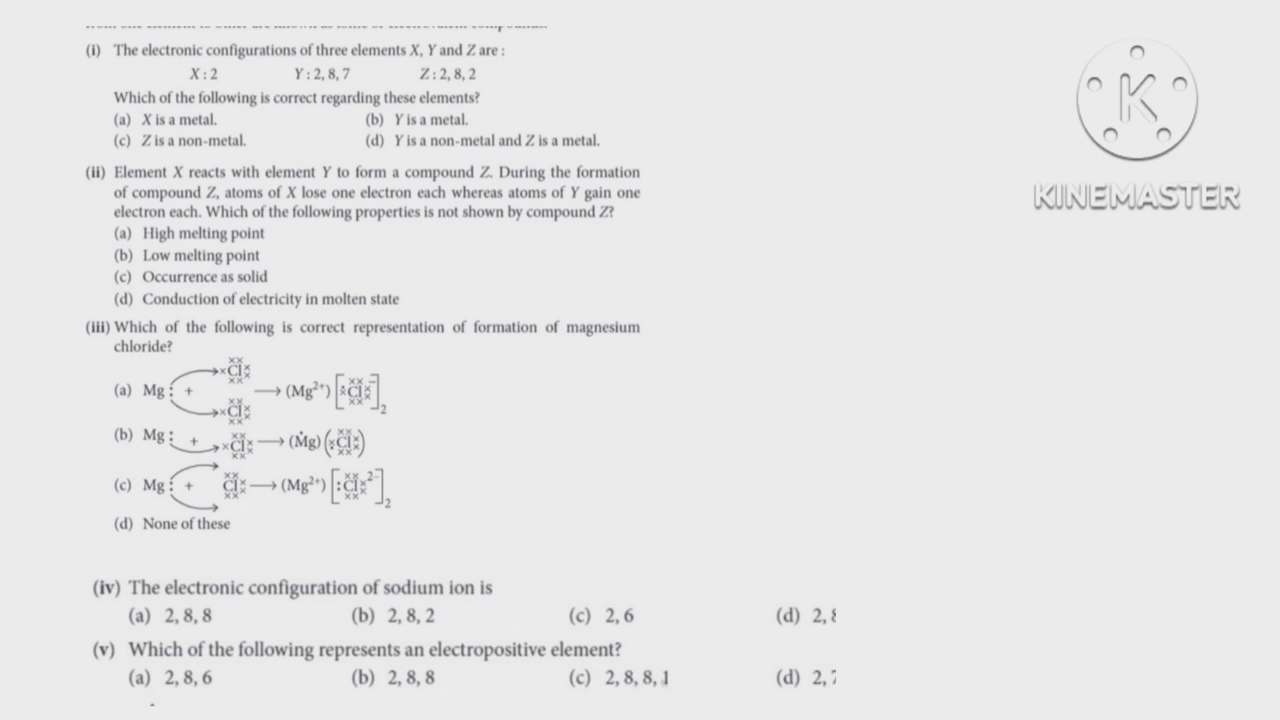 (i) The electronic configurations of three elements X, Y and Z are :
X : 2 Y : 2, 8, 7 Z : 2, 8, 2
Which of the following is correct regarding these elements?
(a) X is a metal. (b) Y is a metal.
(c) Z is a non-metal. (d) Y is a non-metal and Z is a metal.
(ii) Element X reacts with element Y to form a compound Z. During the formation
of compound Z, atoms of X lose one electron each whereas atoms of Y gain one
electron each. Which of the following properties is not shown by compound Z?
(a) High melting point
(b) Low melting point
(c) Occurrence as solid
(d) Conduction of electricity in molten state
(iii) Which of the following is correct representation of formation of magnesium
chloride?
(a) Mg : + Cl Cl → (Mg²⁺) [Cl⁻]₂
(b) Mg : + Cl → (Mg) (Cl)
(c) Mg : + Cl → (Mg²⁺) [:Cl²⁻]₂
(d) None of these
(iv) The electronic configuration of sodium ion is
(a) 2, 8, 8 (b) 2, 8, 2 (c) 2, 6 (d) 2,
(v) Which of the following represents an electropositive element?
(a) 2, 8, 6 (b) 2, 8, 8 (c) 2, 8, 8, 1 (d) 2,
K
KINEMASTER